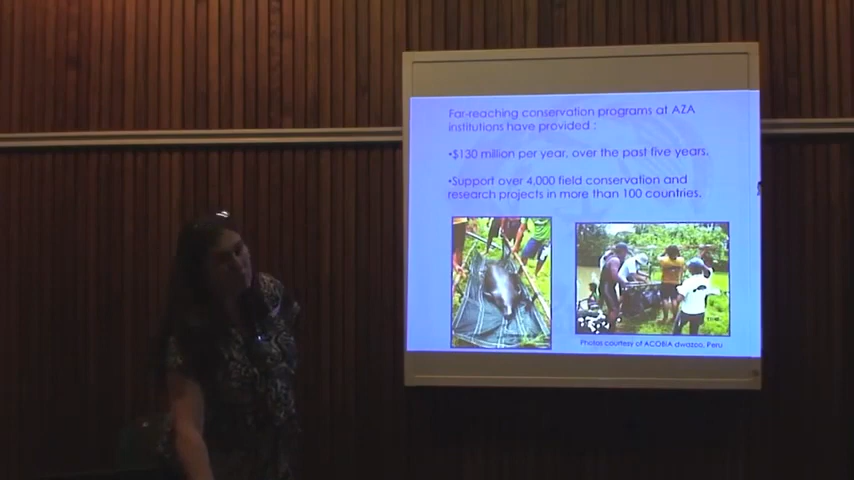 Far-reaching conservation programs at AZA
institutions have provided :
•$130 million per year, over the past five years.
•Support over 4,000 field conservation and
research projects in more than 100 countries.
Photos courtesy of ACOBIA dwazoo, Peru